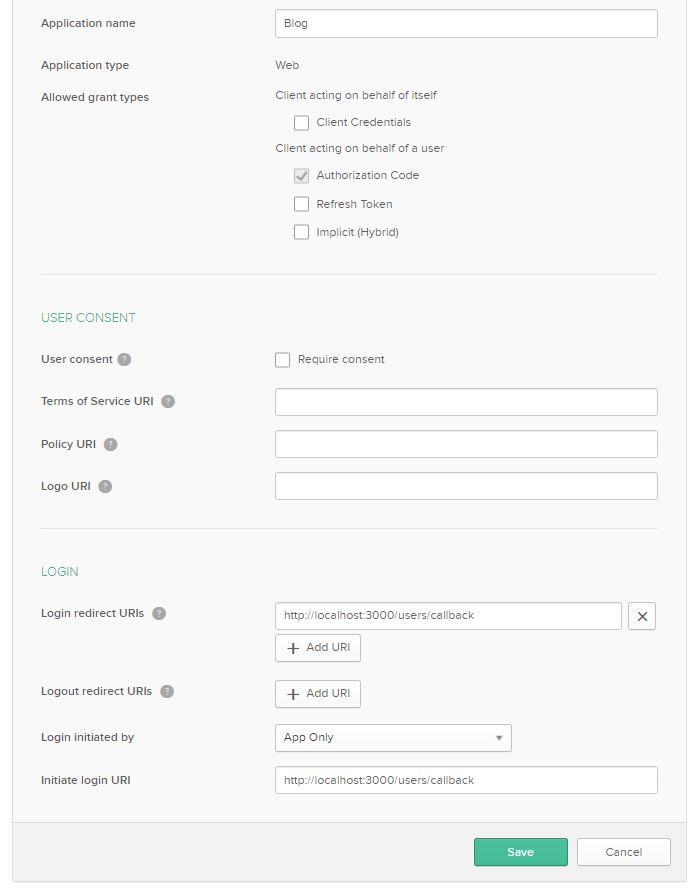 Application name Blog
Application type Web
Allowed grant types Client acting on behalf of itself
Client Credentials
Client acting on behalf of a user
Authorization Code
Refresh Token
Implicit (Hybrid)
USER CONSENT
User consent ? Require consent
Terms of Service URI ?
Policy URI ?
Logo URI ?
LOGIN
Login redirect URIs ? http://localhost:3000/users/callback
+ Add URI
Logout redirect URIs ? + Add URI
Login initiated by App Only
Initiate login URI http://localhost:3000/users/callback
Save Cancel